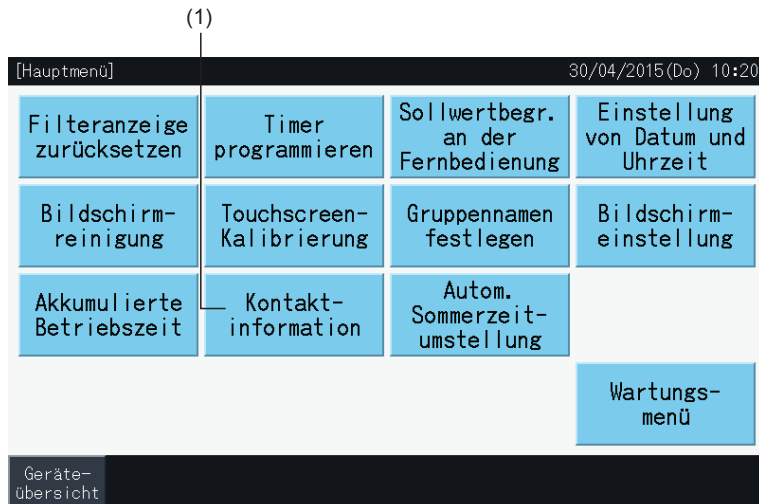 (1)
[Hauptmenü] 30/04/2015(Do) 10:20
Filteranzeige
zurücksetzen
Timer
programmieren
Sollwertbegr.
an der
Fernbedienung
Einstellung
von Datum und
Uhrzeit
Bildschirm-
reinigung
Touchscreen-
Kalibrierung
Gruppennamen
festlegen
Bildschirm-
einstellung
Akkumulierte
Betriebszeit
Kontakt-
information
Autom.
Sommerzeit-
umstellung
Wartungs-
menü
Geräte-
übersicht